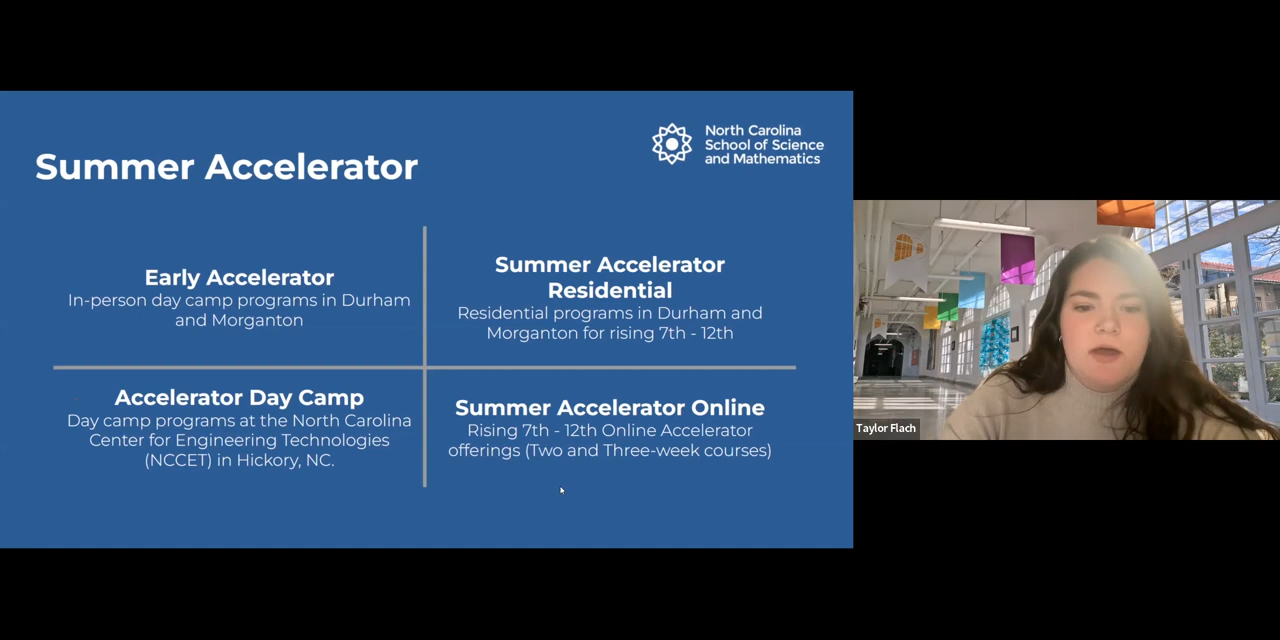 North Carolina
School of Science
and Mathematics
Summer Accelerator
Early Accelerator
In-person day camp programs in Durham
and Morganton
Summer Accelerator
Residential
Residential programs in Durham and
Morganton for rising 7th - 12th
Accelerator Day Camp
Day camp programs at the North Carolina
Center for Engineering Technologies
(NCCET) in Hickory, NC.
Summer Accelerator Online
Rising 7th - 12th Online Accelerator
offerings (Two and Three-week courses)
Taylor Flach